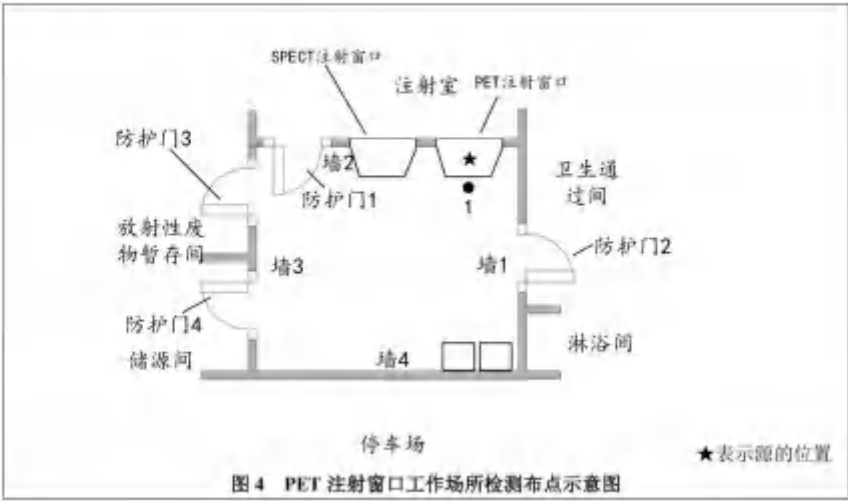 SPECT注射窗口
注射室
PET注射窗口
防护门3
墙2
防护门1
1
卫生通
过间
放射性废
物暂存间
墙3
墙1
防护门2
防护门4
储源间
墙4
淋浴间
停车场
★表示源的位置
图 4 PET 注射窗口工作场所检测布点示意图